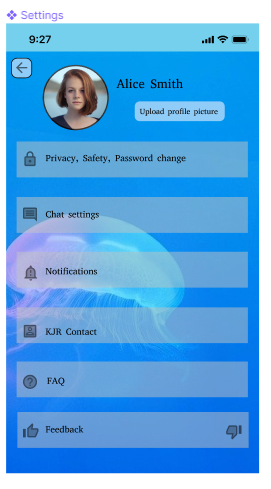 Settings
9:27
Alice Smith
Upload profile picture
Privacy, Safety, Password change
Chat settings
Notifications
KJR Contact
FAQ
Feedback